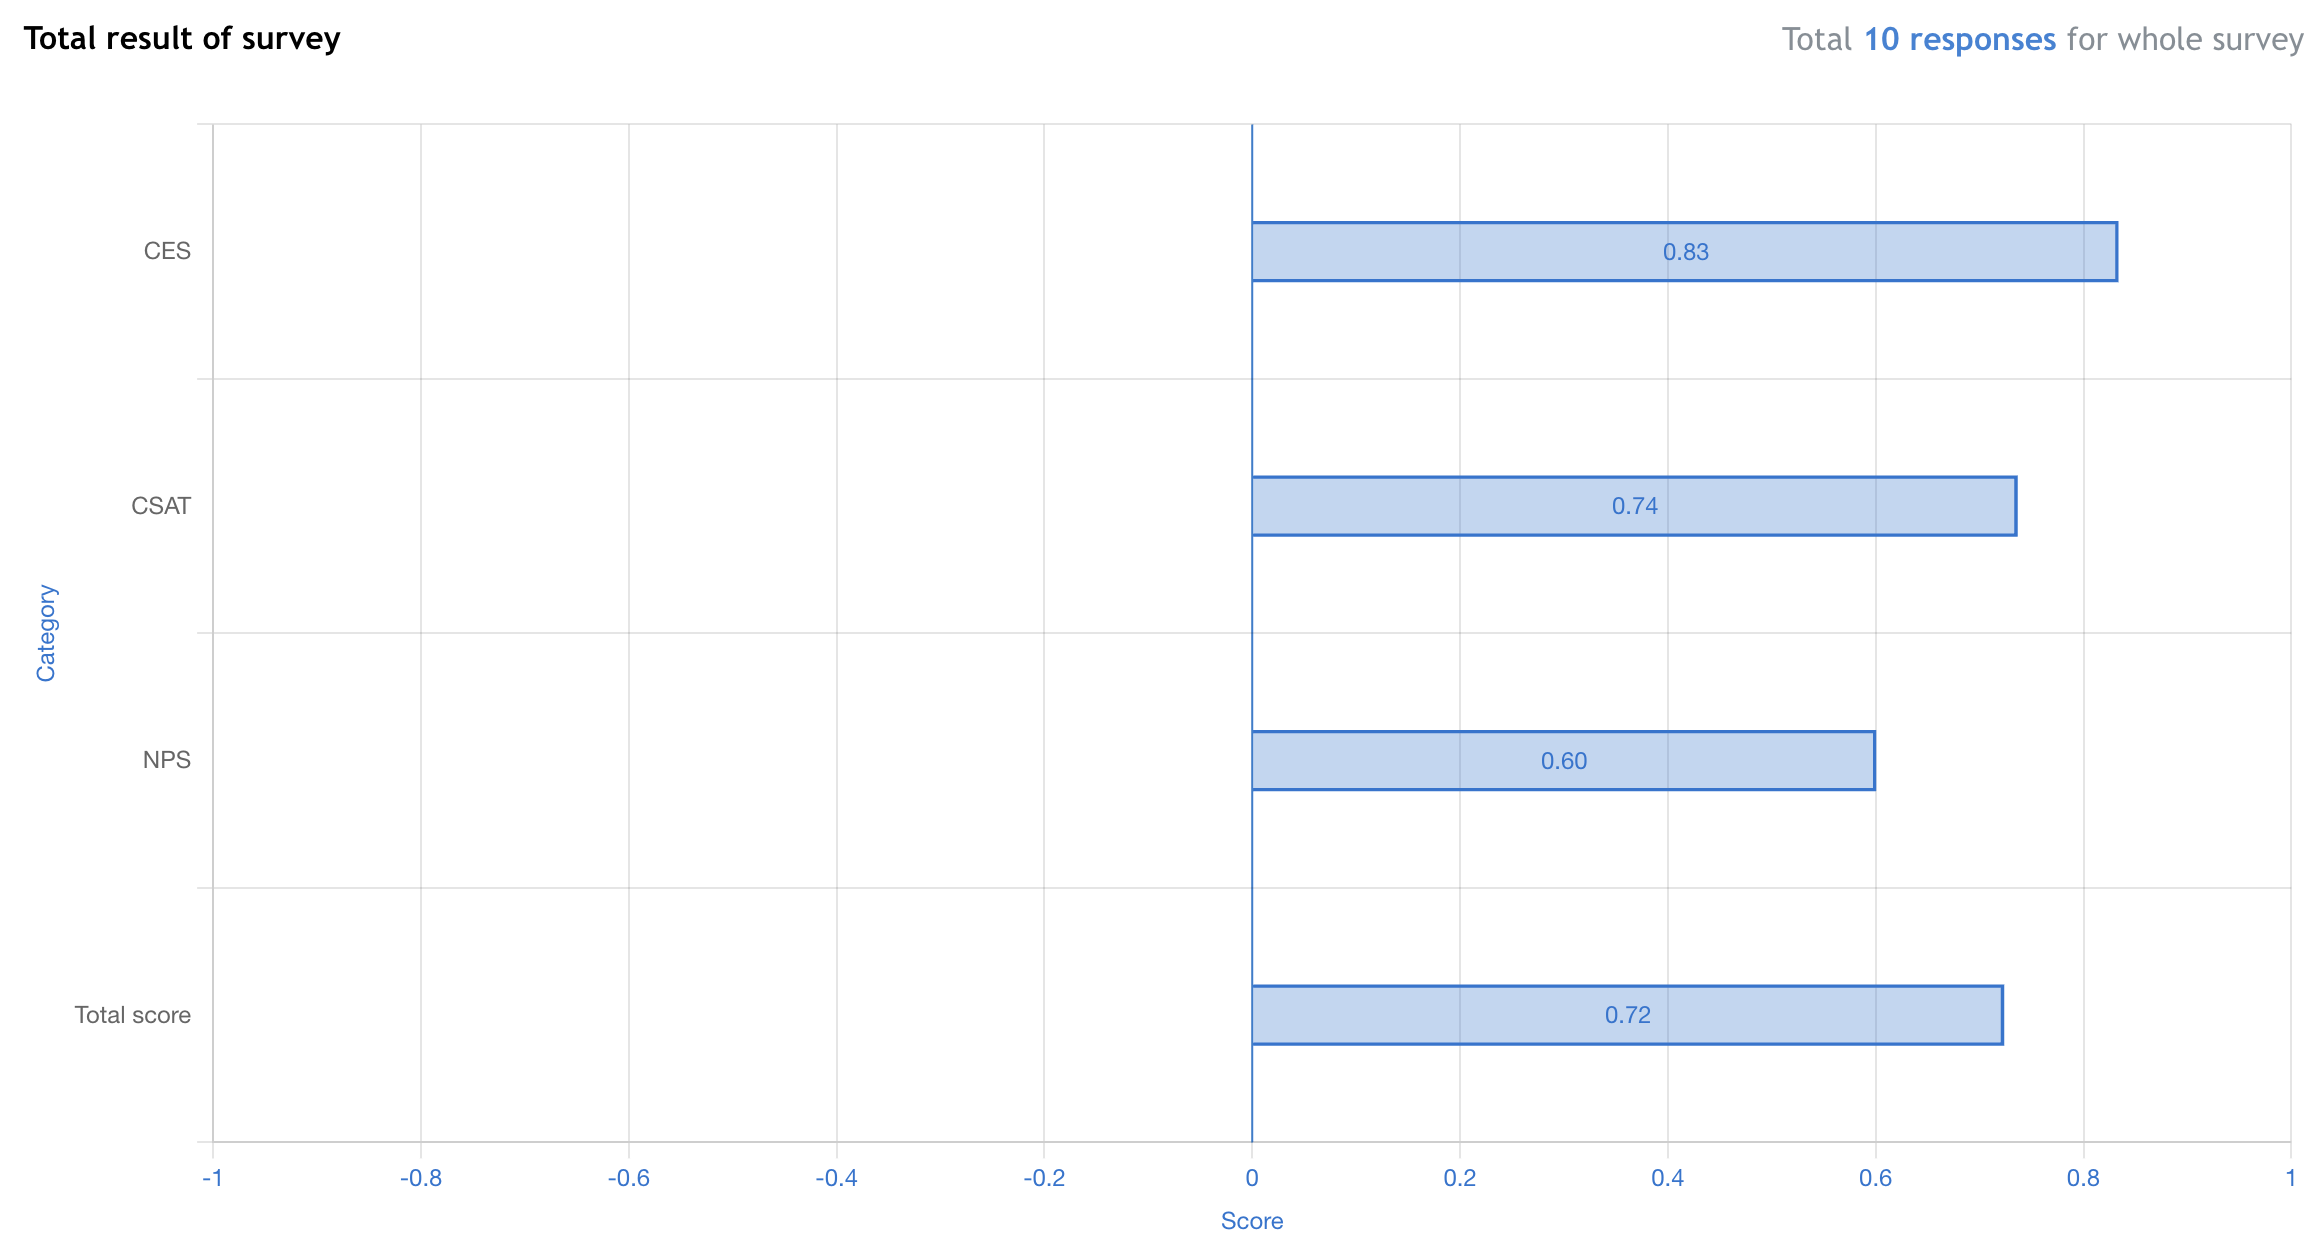 Total result of survey
Total 10 responses for whole survey
CES
0.83
CSAT
0.74
Category
NPS
0.60
Total score
0.72
-1 -0.8 -0.6 -0.4 -0.2 0 0.2 0.4 0.6 0.8 1
Score